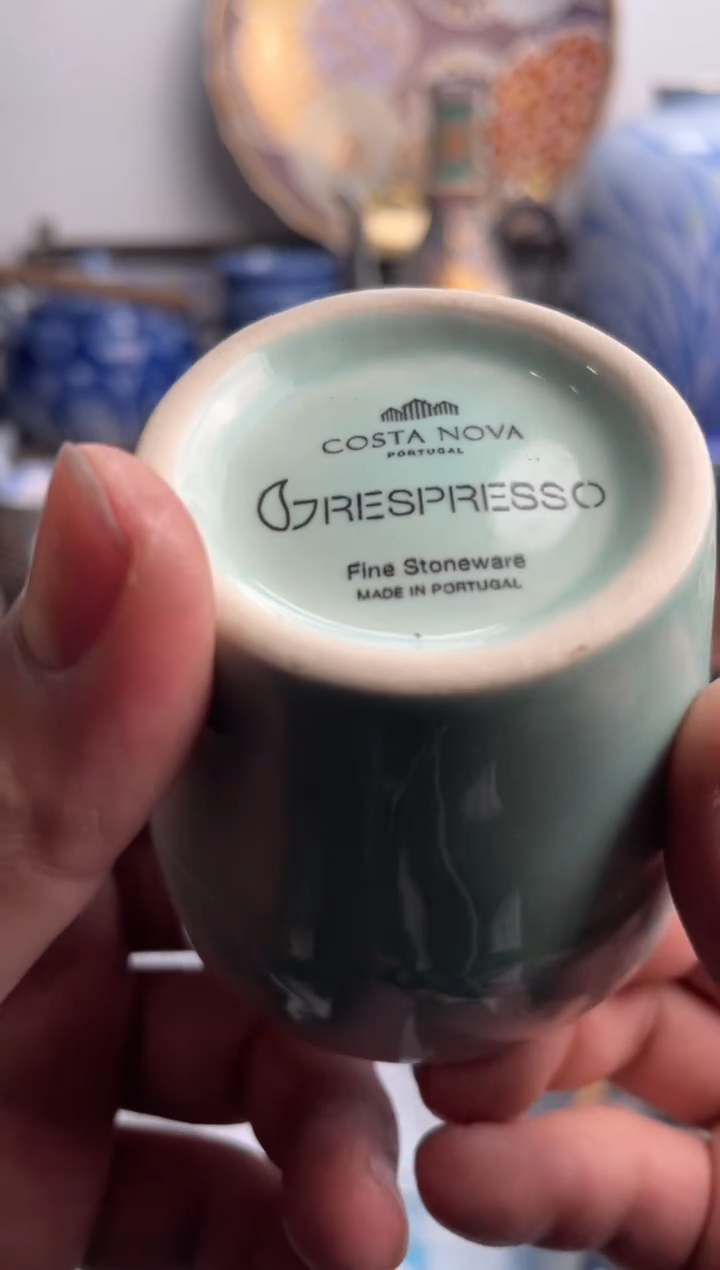 COSTA NOVA
PORTUGAL
GRESPRESSO
Fine Stoneware
MADE IN PORTUGAL